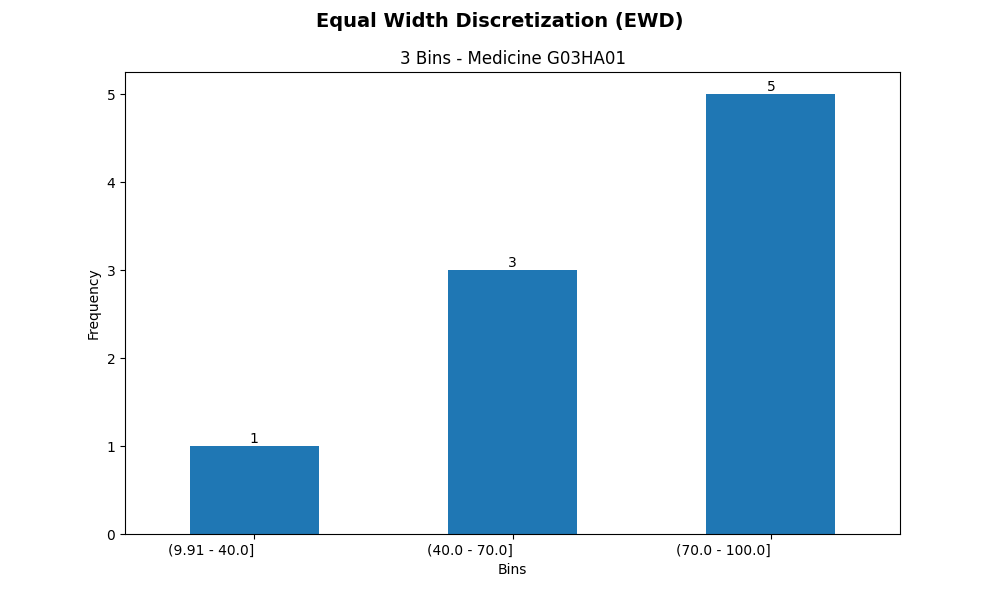 Equal Width Discretization (EWD)
3 Bins - Medicine G03HA01
Frequency
5
4
3
2
1
0
1
3
5
(9.91 - 40.0]
(40.0 - 70.0]
(70.0 - 100.0]
Bins